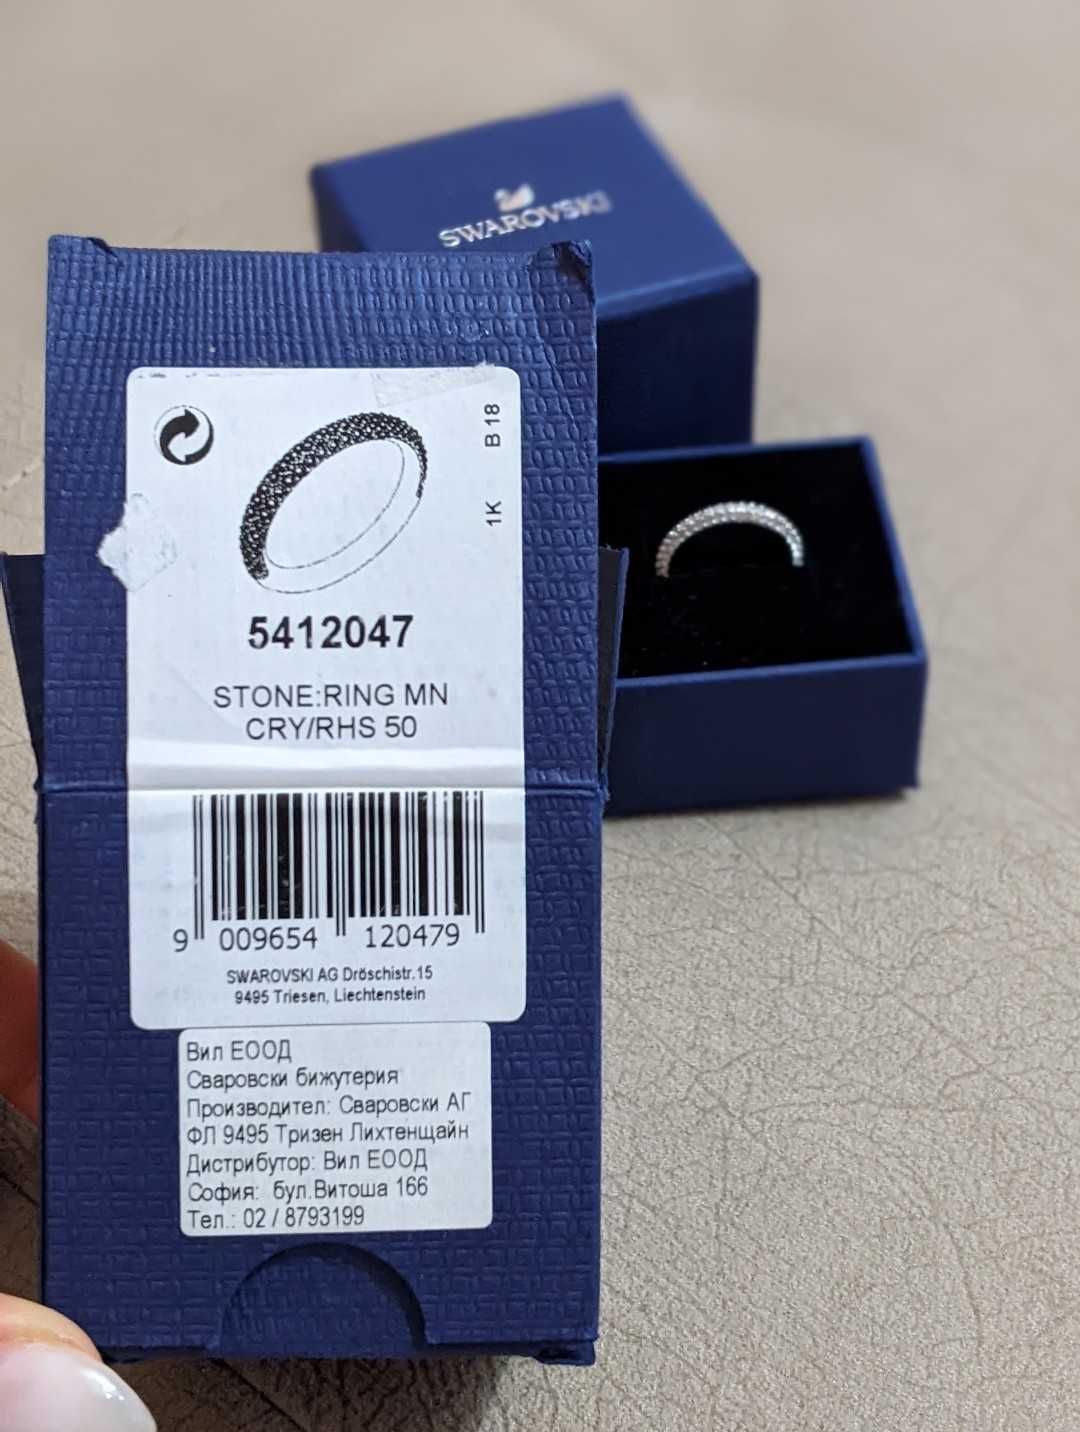 SWAROVSKI
B18
1K
5412047
STONE:RING MN
CRY/RHS 50
9 009654 120479
SWAROVSKI AG Dröschistr.15
9495 Triesen, Liechtenstein
Вил ЕООД
Сваровски бижутерия
Производител: Сваровски АГ
ФЛ 9495 Тризен Лихтенщайн
Дистрибутор: Вил ЕООД
София: бул.Витоша 166
Тел.: 02 / 8793199